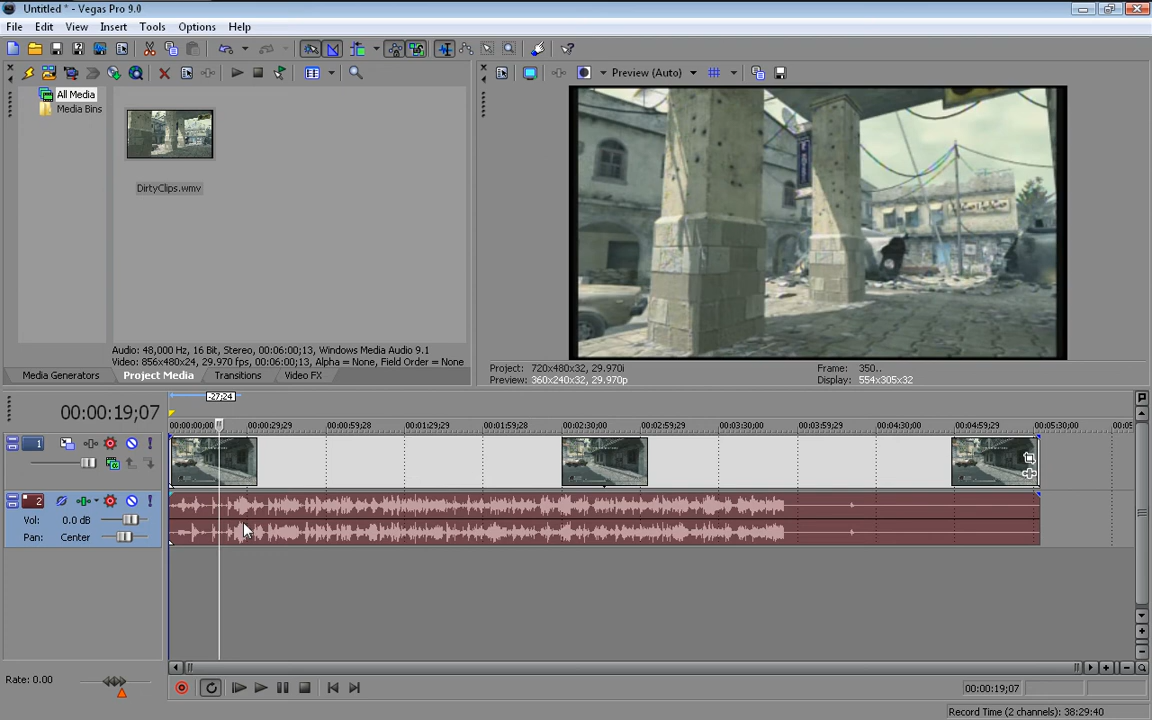 Untitled * - Vegas Pro 9.0
File Edit View Insert Tools Options Help
All Media
Media Bins
DirtyClips.wmv
Preview (Auto)
Audio: 48,000 Hz, 16 Bit, Stereo, 00:06:00;13, Windows Media Audio 9.1
Video: 856x480x24, 29.970 fps, 00:06:00;13, Alpha = None, Field Order = None
Media Generators Project Media Transitions Video FX
Project: 720x480x32, 29.970i Frame: 350..
Preview: 360x240x32, 29.970p Display: 554x305x32
-27:24
00:00:19;07
00:00:00;00 00:00:29;29 00:00:59;28 00:01:29;29 00:01:59;28 00:02:30;00 00:02:59;29 00:03:30;00 00:03:59;29 00:04:30;00 00:04:59;29 00:05:30;00 00:05
1
2
Vol: 0.0 dB
Pan: Center
Rate: 0.00
00:00:19;07
Record Time (2 channels): 38:29:40